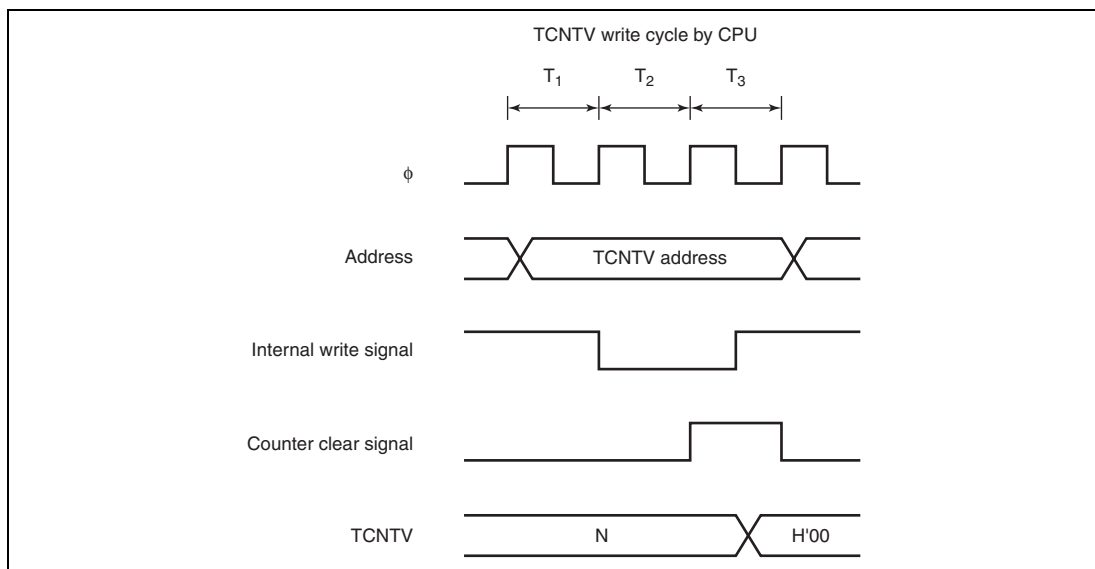 TCNTV write cycle by CPU
T1 T2 T3
φ
Address TCNTV address
Internal write signal
Counter clear signal
TCNTV N H'00